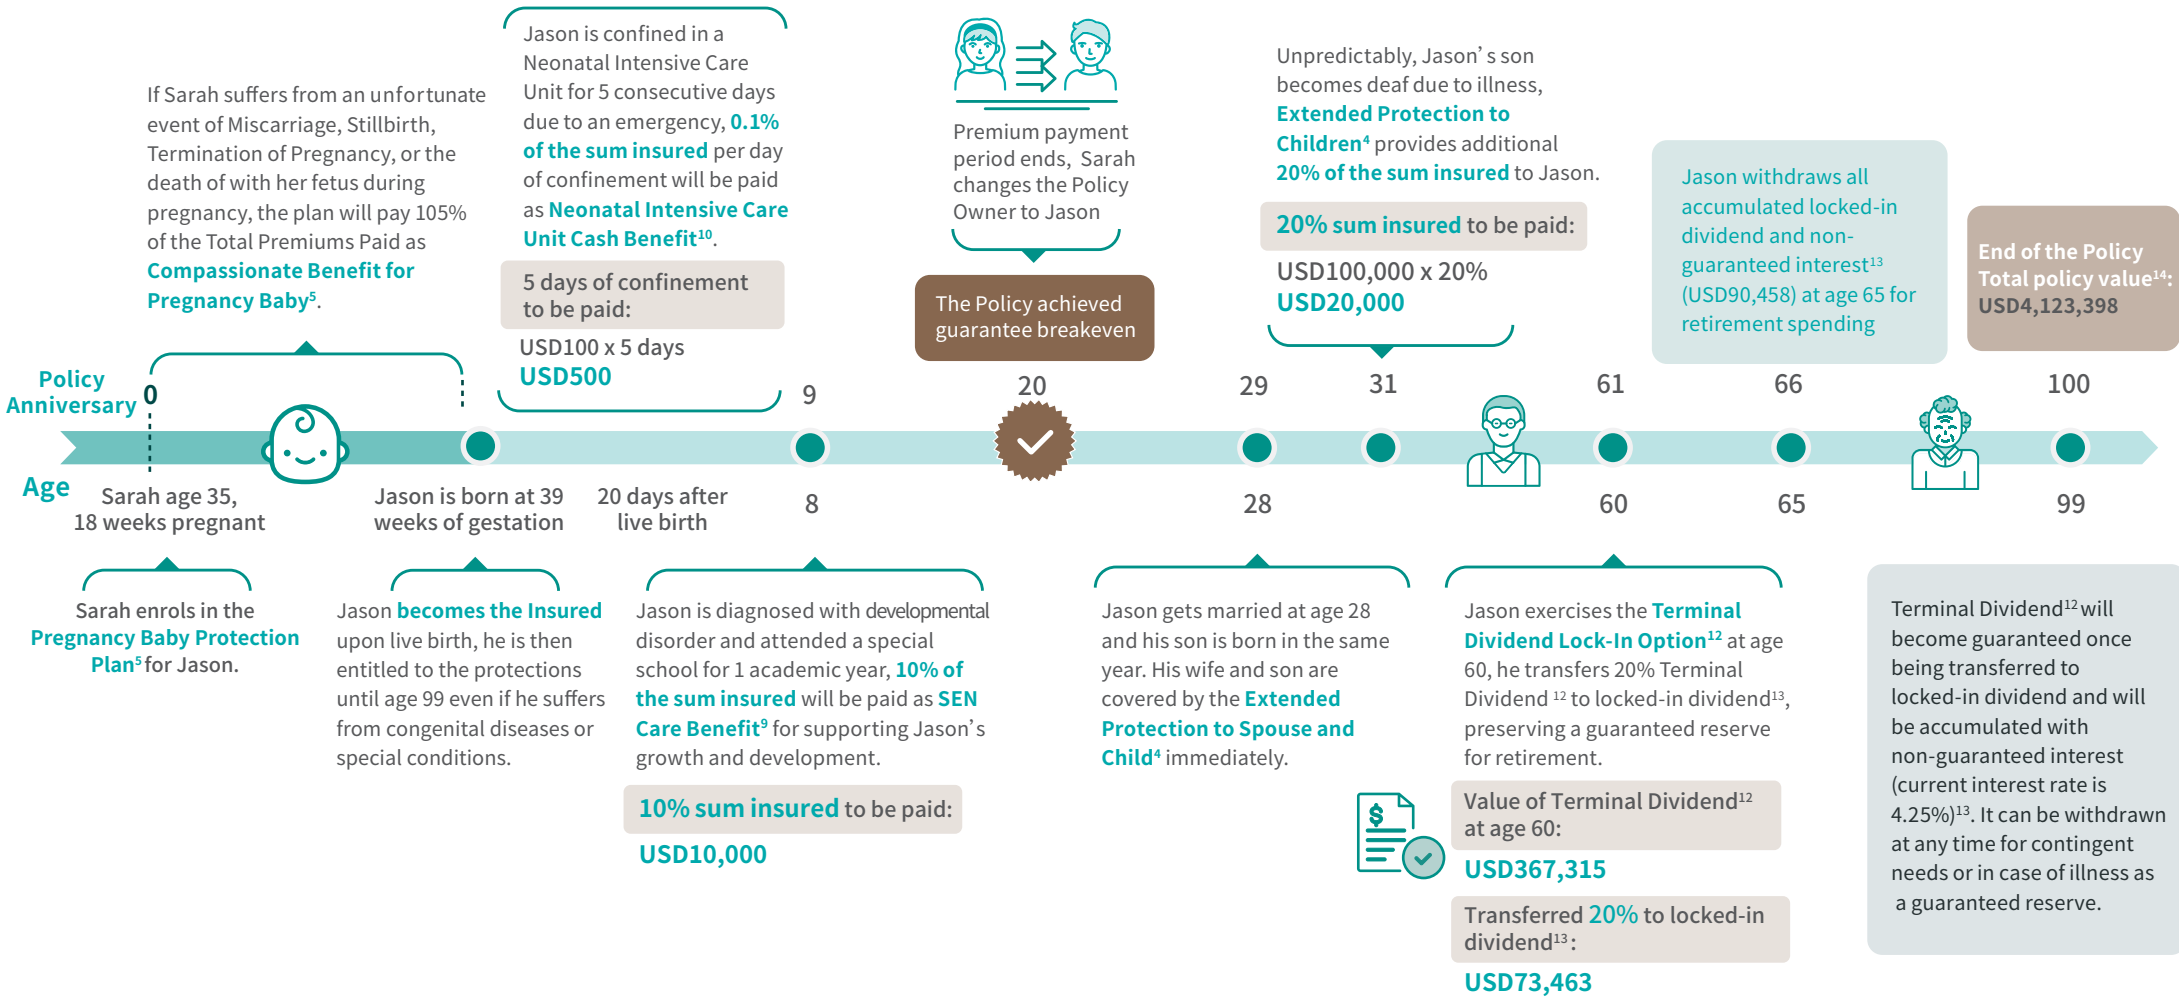 If Sarah suffers from an unfortunate
event of Miscarriage, Stillbirth,
Termination of Pregnancy, or the
death of with her fetus during
pregnancy, the plan will pay 105%
of the Total Premiums Paid as
Compassionate Benefit for
Pregnancy Baby5.
Jason is confined in a
Neonatal Intensive Care
Unit for 5 consecutive days
due to an emergency, 0.1%
of the sum insured per day
of confinement will be paid
as Neonatal Intensive Care
Unit Cash Benefit10.
5 days of confinement
to be paid:
USD100 x 5 days
USD500
Premium payment
period ends, Sarah
changes the Policy
Owner to Jason
The Policy achieved
guarantee breakeven
Unpredictably, Jason's son
becomes deaf due to illness,
Extended Protection to
Children4 provides additional
20% of the sum insured to Jason.
20% sum insured to be paid:
USD100,000 x 20%
USD20,000
Jason withdraws all
accumulated locked-in
dividend and non-
guaranteed interest13
(USD90,458) at age 65 for
retirement spending
End of the Policy
Total policy value14:
USD4,123,398
Policy
Anniversary
0
9
20
29
31
61
66
100
Age
Sarah age 35,
18 weeks pregnant
Jason is born at 39
weeks of gestation
20 days after
live birth
8
28
60
65
99
Sarah enrols in the
Pregnancy Baby Protection
Plan5 for Jason.
Jason becomes the Insured
upon live birth, he is then
entitled to the protections
until age 99 even if he suffers
from congenital diseases or
special conditions.
Jason is diagnosed with developmental
disorder and attended a special
school for 1 academic year, 10% of
the sum insured will be paid as SEN
Care Benefit9 for supporting Jason's
growth and development.
10% sum insured to be paid:
USD10,000
Jason gets married at age 28
and his son is born in the same
year. His wife and son are
covered by the Extended
Protection to Spouse and
Child4 immediately.
$
Jason exercises the Terminal
Dividend Lock-In Option12 at age
60, he transfers 20% Terminal
Dividend 12 to locked-in dividend13,
preserving a guaranteed reserve
for retirement.
Value of Terminal Dividend12
at age 60:
USD367,315
Transferred 20% to locked-in
dividend13:
USD73,463
Terminal Dividend12 will
become guaranteed once
being transferred to
locked-in dividend and will
be accumulated with
non-guaranteed interest
(current interest rate is
4.25%)13. It can be withdrawn
at any time for contingent
needs or in case of illness as
a guaranteed reserve.